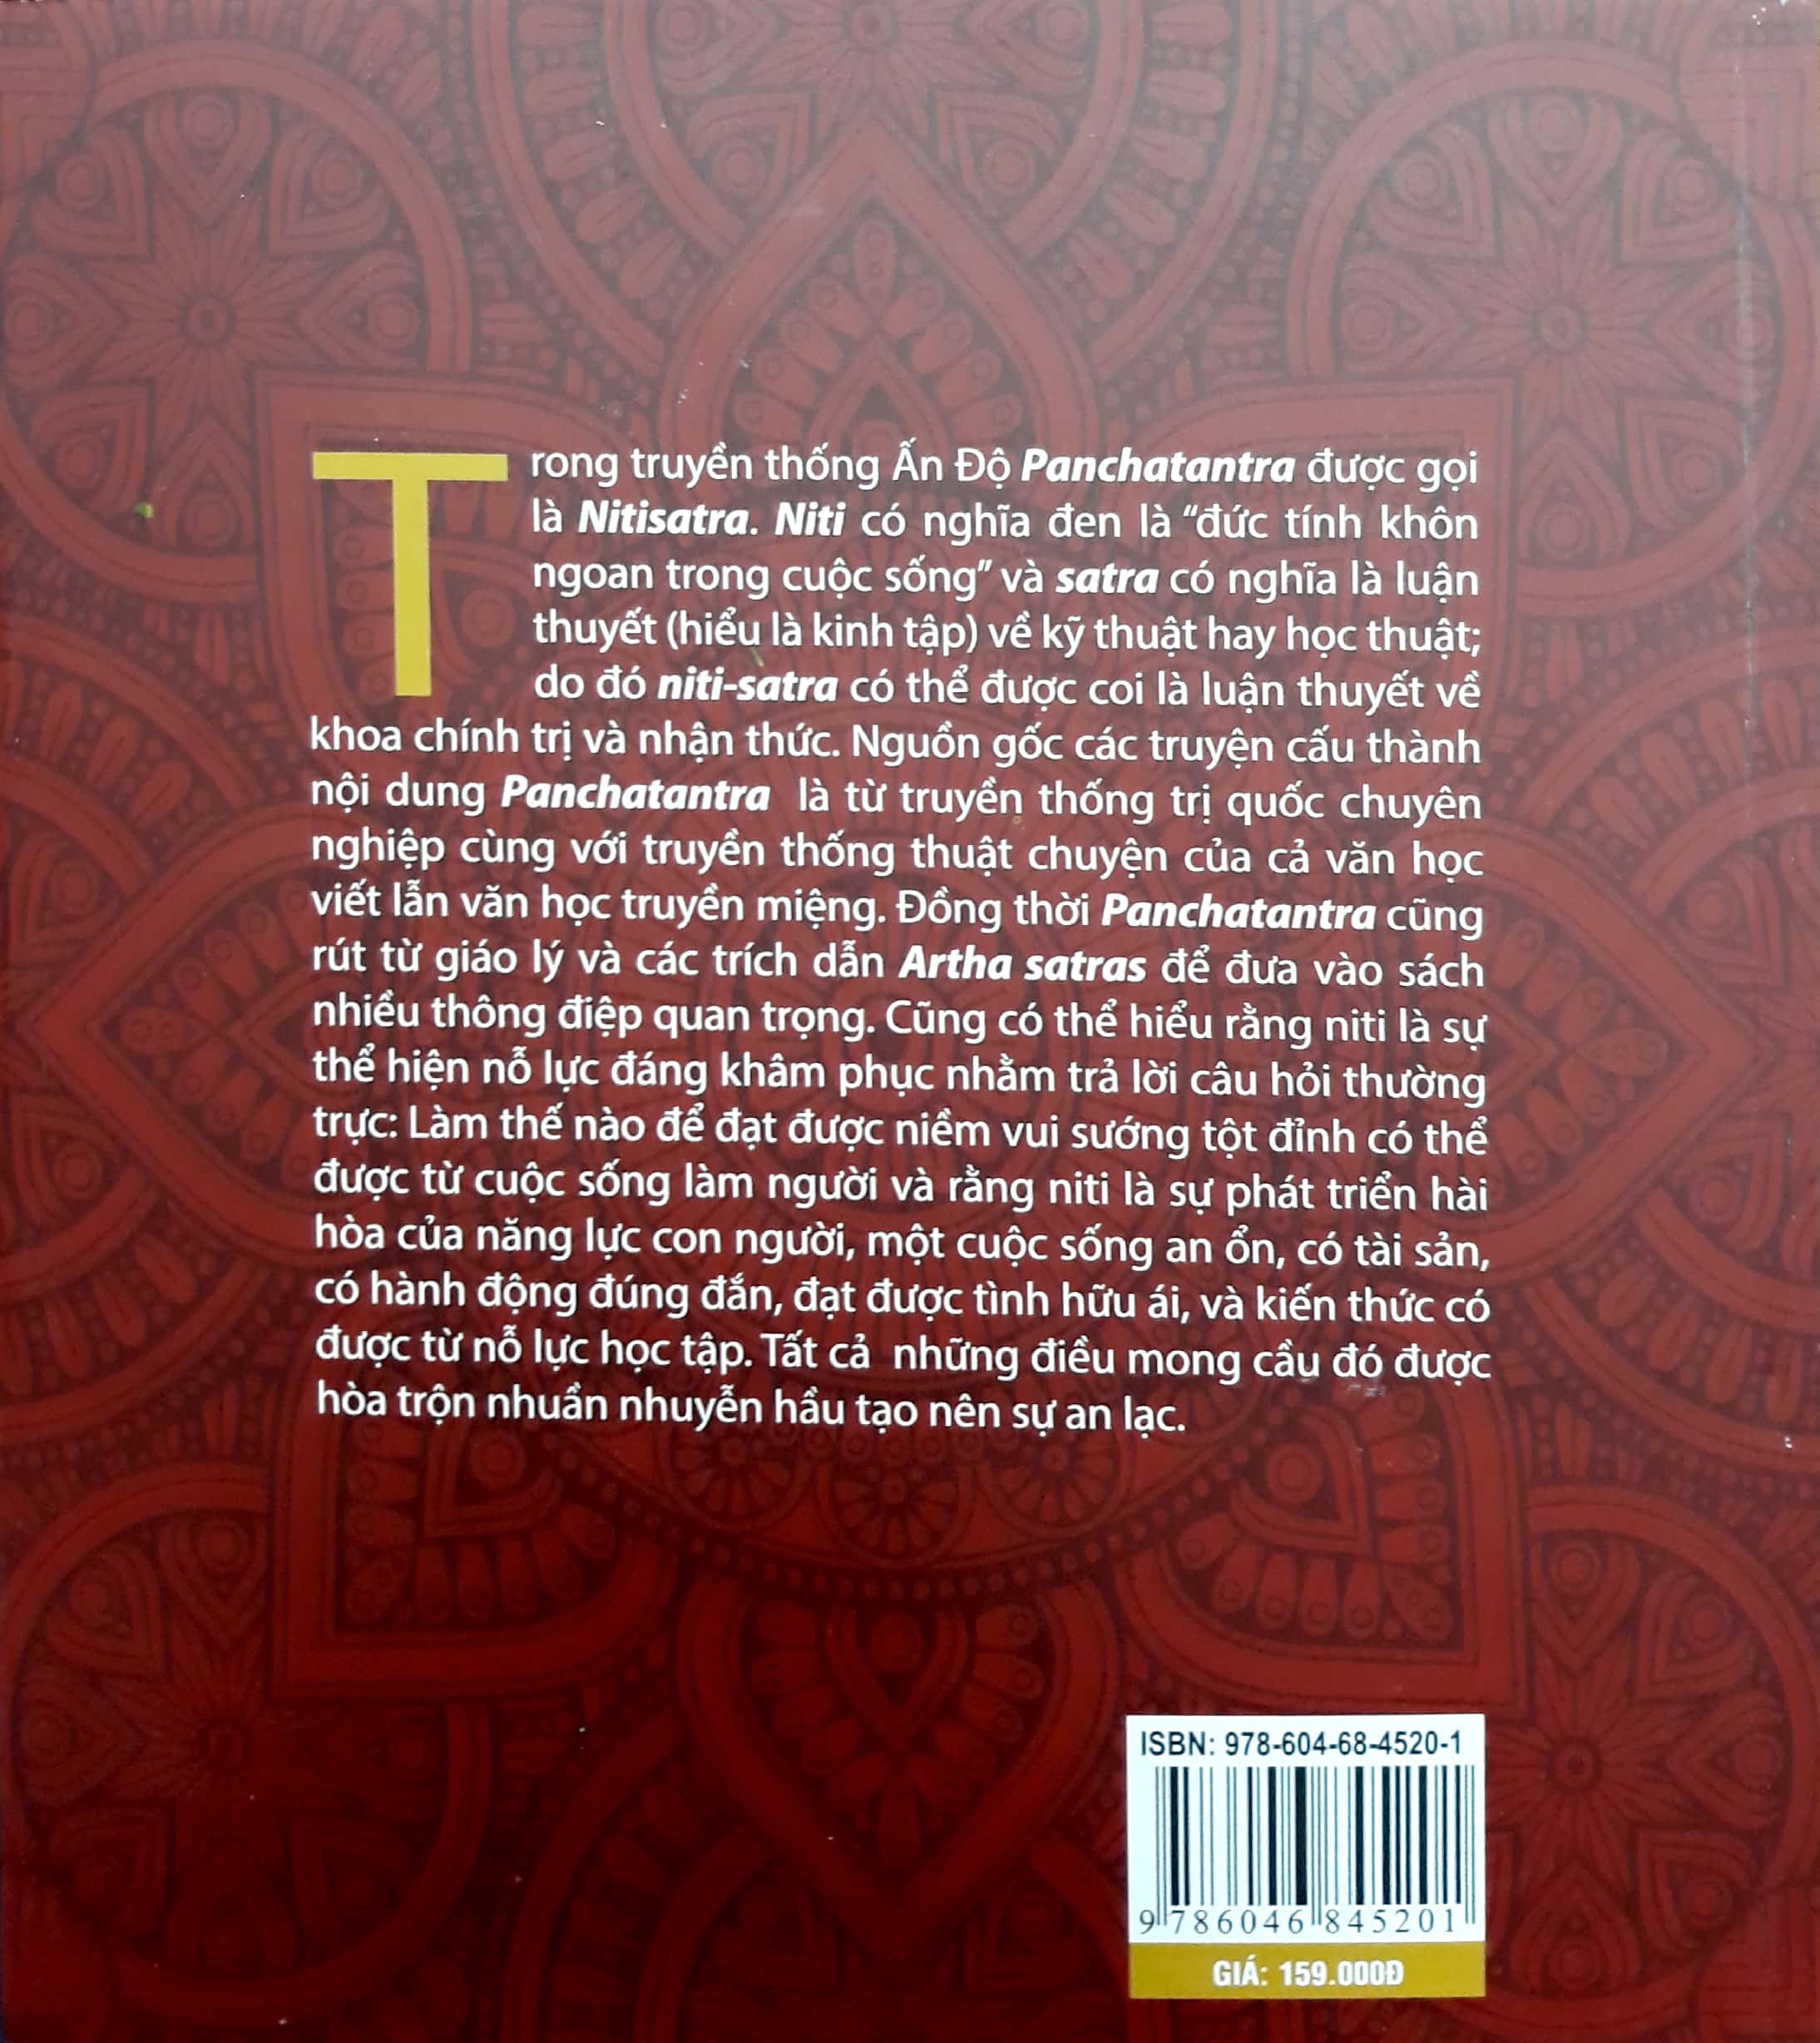 Trong truyền thống Ấn Độ Panchatantra được gọi
là Nitisatra. Niti có nghĩa đen là “đức tính khôn
ngoan trong cuộc sống” và satra có nghĩa là luận
thuyết (hiểu là kinh tập) về kỹ thuật hay học thuật;
do đó niti-satra có thể được coi là luận thuyết về
khoa chính trị và nhận thức. Nguồn gốc các truyện cấu thành
nội dung Panchatantra là từ truyền thống trị quốc chuyên
nghiệp cùng với truyền thống thuật chuyện của cả văn học
viết lẫn văn học truyền miệng. Đồng thời Panchatantra cũng
rút từ giáo lý và các trích dẫn Artha satras để đưa vào sách
nhiều thông điệp quan trọng. Cũng có thể hiểu rằng niti là sự
thể hiện nỗ lực đáng khâm phục nhằm trả lời câu hỏi thường
trực: Làm thế nào để đạt được niềm vui sướng tột đỉnh có thể
được từ cuộc sống làm người và rằng niti là sự phát triển hài
hòa của năng lực con người, một cuộc sống an ổn, có tài sản,
có hành động đúng đắn, đạt được tình hữu ái, và kiến thức có
được từ nỗ lực học tập. Tất cả những điều mong cầu đó được
hòa trộn nhuần nhuyễn hầu tạo nên sự an lạc.
ISBN: 978-604-68-4520-1
9 786046 845201
GIÁ: 159.000Đ